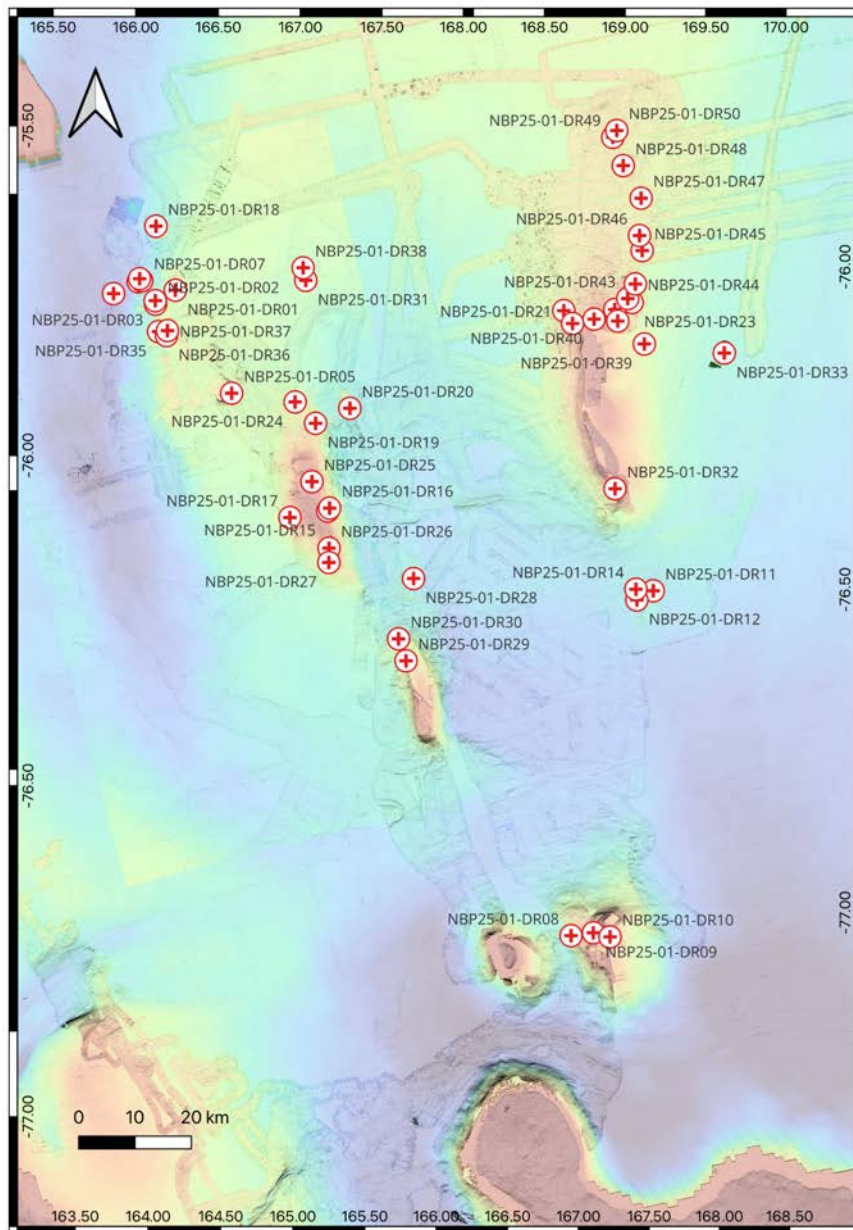 165.50 166.00 166.50 167.00 167.50 168.00 168.50 169.00 169.50 170.00
-75.50
NBP25-01-DR50
NBP25-01-DR49
NBP25-01-DR48
NBP25-01-DR47
NBP25-01-DR18
NBP25-01-DR46
NBP25-01-DR45
-76.00
NBP25-01-DR38
NBP25-01-DR07
NBP25-01-DR43
NBP25-01-DR44
NBP25-01-DR02
NBP25-01-DR31
NBP25-01-DR01
NBP25-01-DR21
NBP25-01-DR03
NBP25-01-DR23
NBP25-01-DR37
NBP25-01-DR40
NBP25-01-DR35
NBP25-01-DR36
NBP25-01-DR39
NBP25-01-DR33
NBP25-01-DR05
NBP25-01-DR20
NBP25-01-DR24
NBP25-01-DR19
-76.00
NBP25-01-DR25
NBP25-01-DR32
NBP25-01-DR16
NBP25-01-DR17
NBP25-01-DR15
NBP25-01-DR26
NBP25-01-DR14
NBP25-01-DR11
-76.50
NBP25-01-DR27
NBP25-01-DR28
NBP25-01-DR12
NBP25-01-DR30
NBP25-01-DR29
-76.50
NBP25-01-DR08
NBP25-01-DR10
-77.00
NBP25-01-DR09
-77.00
0 10 20 km
163.50 164.00 164.50 165.00 165.50 166.00 166.50 167.00 167.50 168.00 168.50